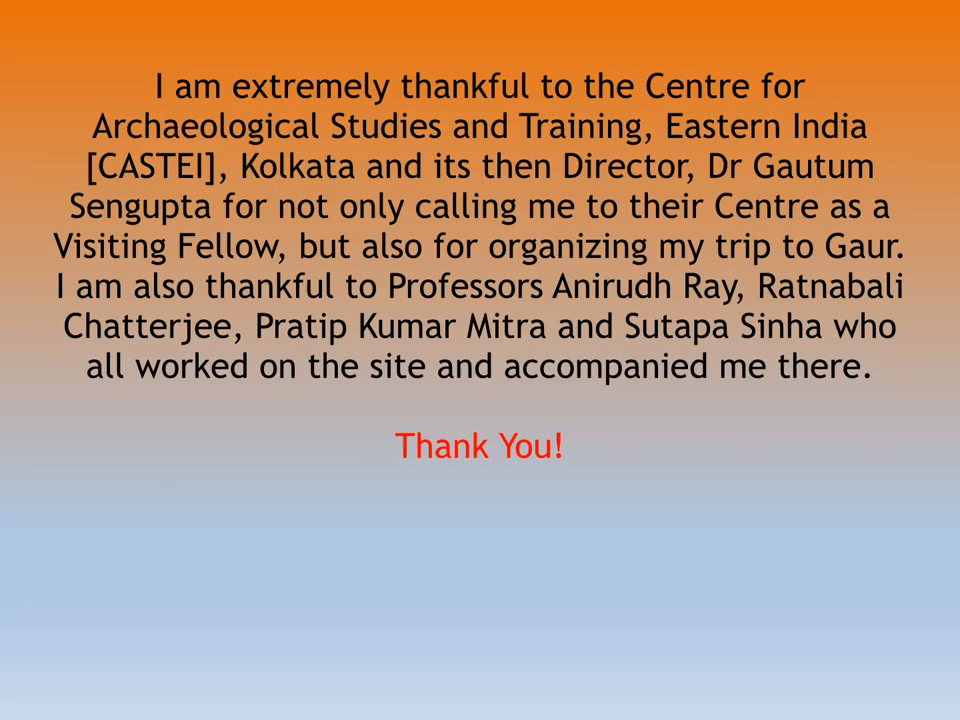 I am extremely thankful to the Centre for
Archaeological Studies and Training, Eastern India
[CASTEI], Kolkata and its then Director, Dr Gautum
Sengupta for not only calling me to their Centre as a
Visiting Fellow, but also for organizing my trip to Gaur.
I am also thankful to Professors Anirudh Ray, Ratnabali
Chatterjee, Pratip Kumar Mitra and Sutapa Sinha who
all worked on the site and accompanied me there.
Thank You!